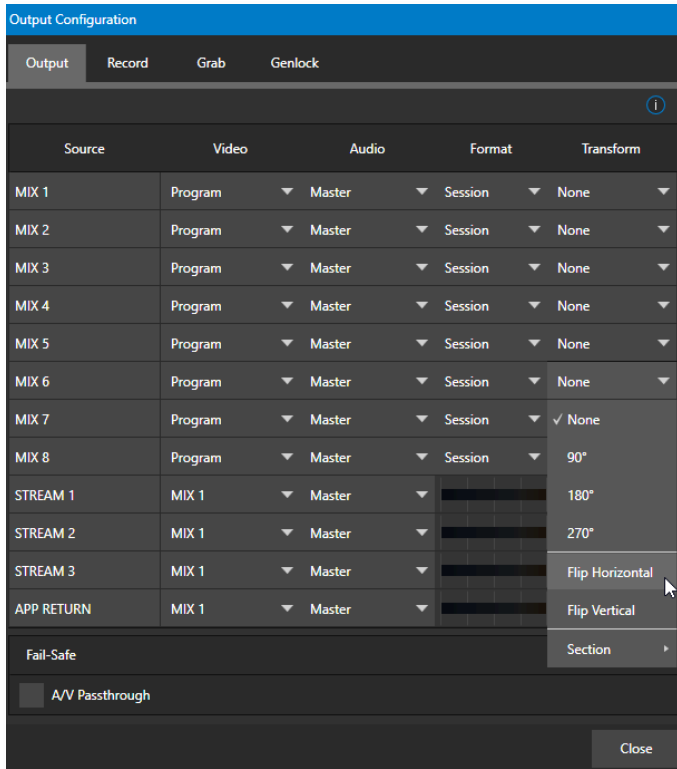 Output Configuration
Output Record Grab Genlock
i
Source Video Audio Format Transform
MIX 1 Program Master Session None
MIX 2 Program Master Session None
MIX 3 Program Master Session None
MIX 4 Program Master Session None
MIX 5 Program Master Session None
MIX 6 Program Master Session None
MIX 7 Program Master Session ✓ None
MIX 8 Program Master Session 90°
STREAM 1 MIX 1 Master 180°
STREAM 2 MIX 1 Master 270°
STREAM 3 MIX 1 Master Flip Horizontal
APP RETURN MIX 1 Master Flip Vertical
Fail-Safe Section
A/V Passthrough
Close